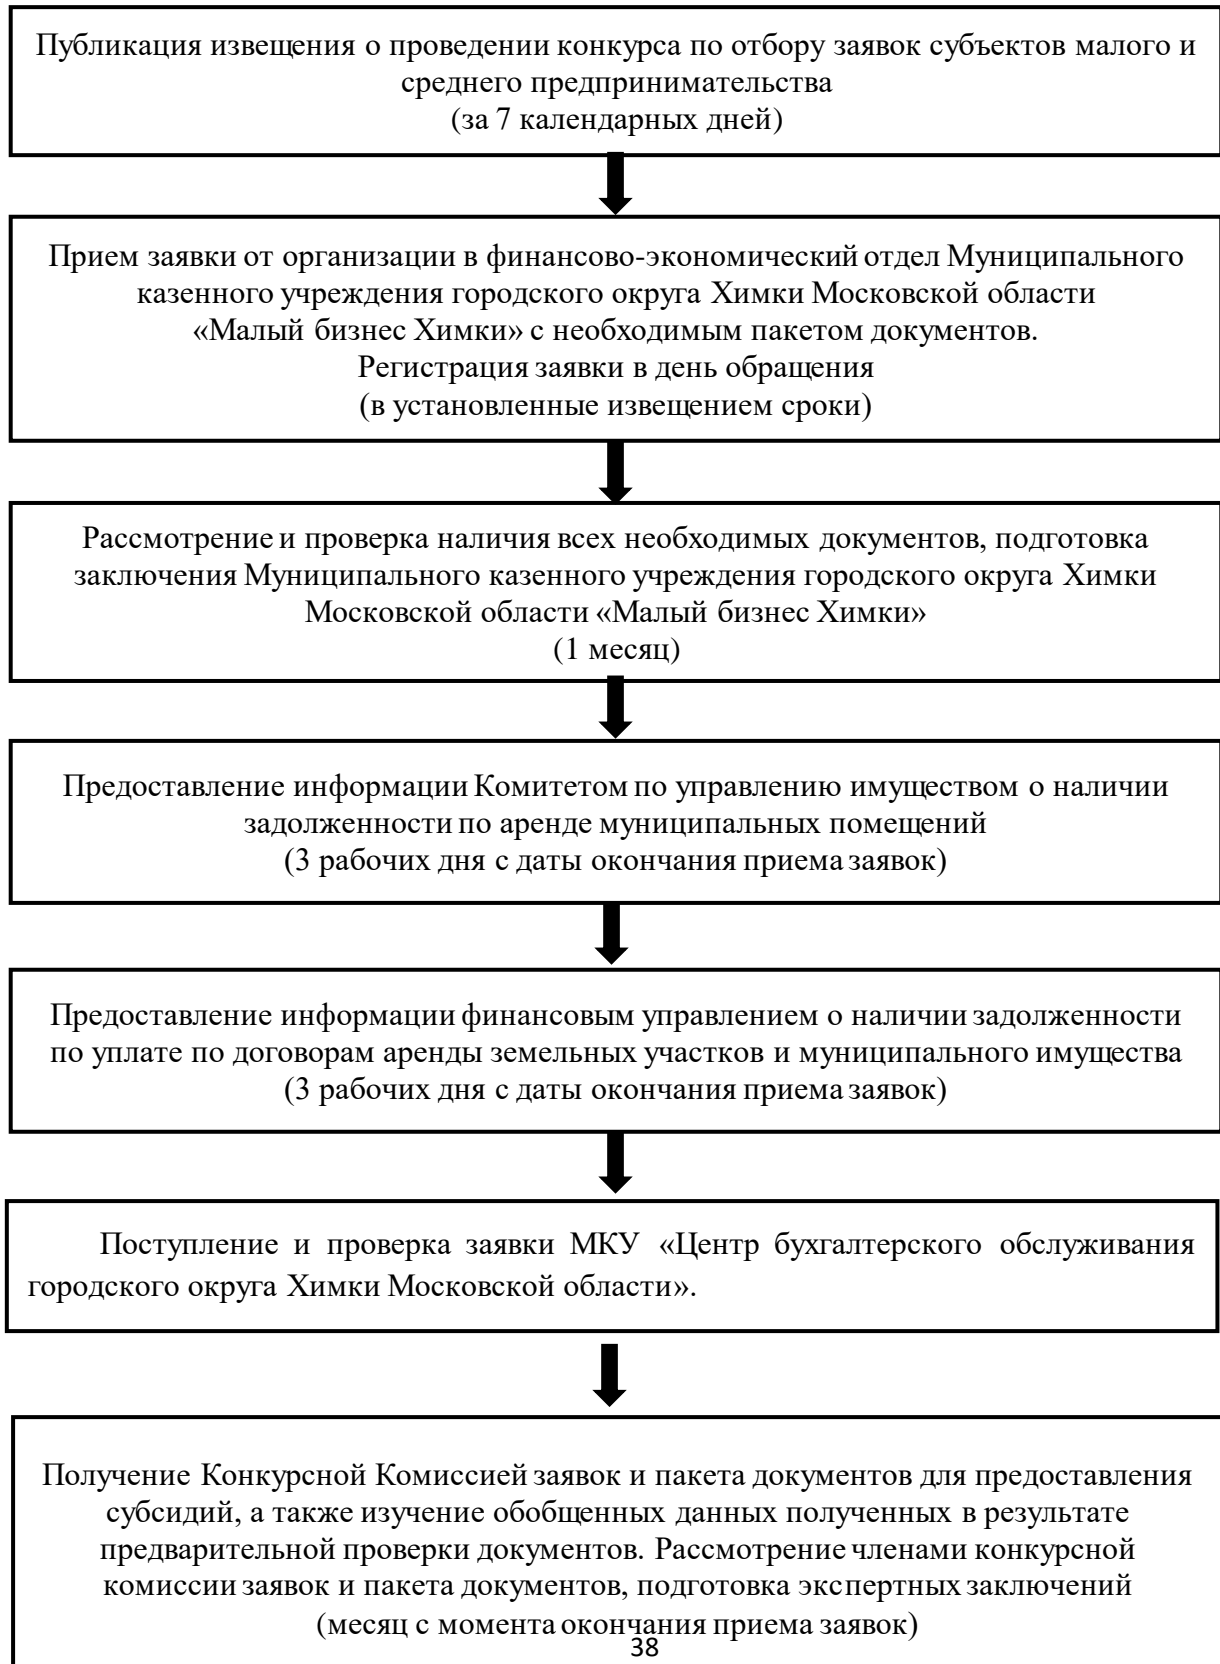 Публикация извещения о проведении конкурса по отбору заявок субъектов малого и
среднего предпринимательства
(за 7 календарных дней)
Прием заявки от организации в финансово-экономический отдел Муниципального
казенного учреждения городского округа Химки Московской области
«Малый бизнес Химки» с необходимым пакетом документов.
Регистрация заявки в день обращения
(в установленные извещением сроки)
Рассмотрение и проверка наличия всех необходимых документов, подготовка
заключения Муниципального казенного учреждения городского округа Химки
Московской области «Малый бизнес Химки»
(1 месяц)
Предоставление информации Комитетом по управлению имуществом о наличии
задолженности по аренде муниципальных помещений
(3 рабочих дня с даты окончания приема заявок)
Предоставление информации финансовым управлением о наличии задолженности
по уплате по договорам аренды земельных участков и муниципального имущества
(3 рабочих дня с даты окончания приема заявок)
Поступление и проверка заявки МКУ «Центр бухгалтерского обслуживания
городского округа Химки Московской области».
Получение Конкурсной Комиссией заявок и пакета документов для предоставления
субсидий, а также изучение обобщенных данных полученных в результате
предварительной проверки документов. Рассмотрение членами конкурсной
комиссии заявок и пакета документов, подготовка экспертных заключений
(месяц с момента окончания приема заявок)
38